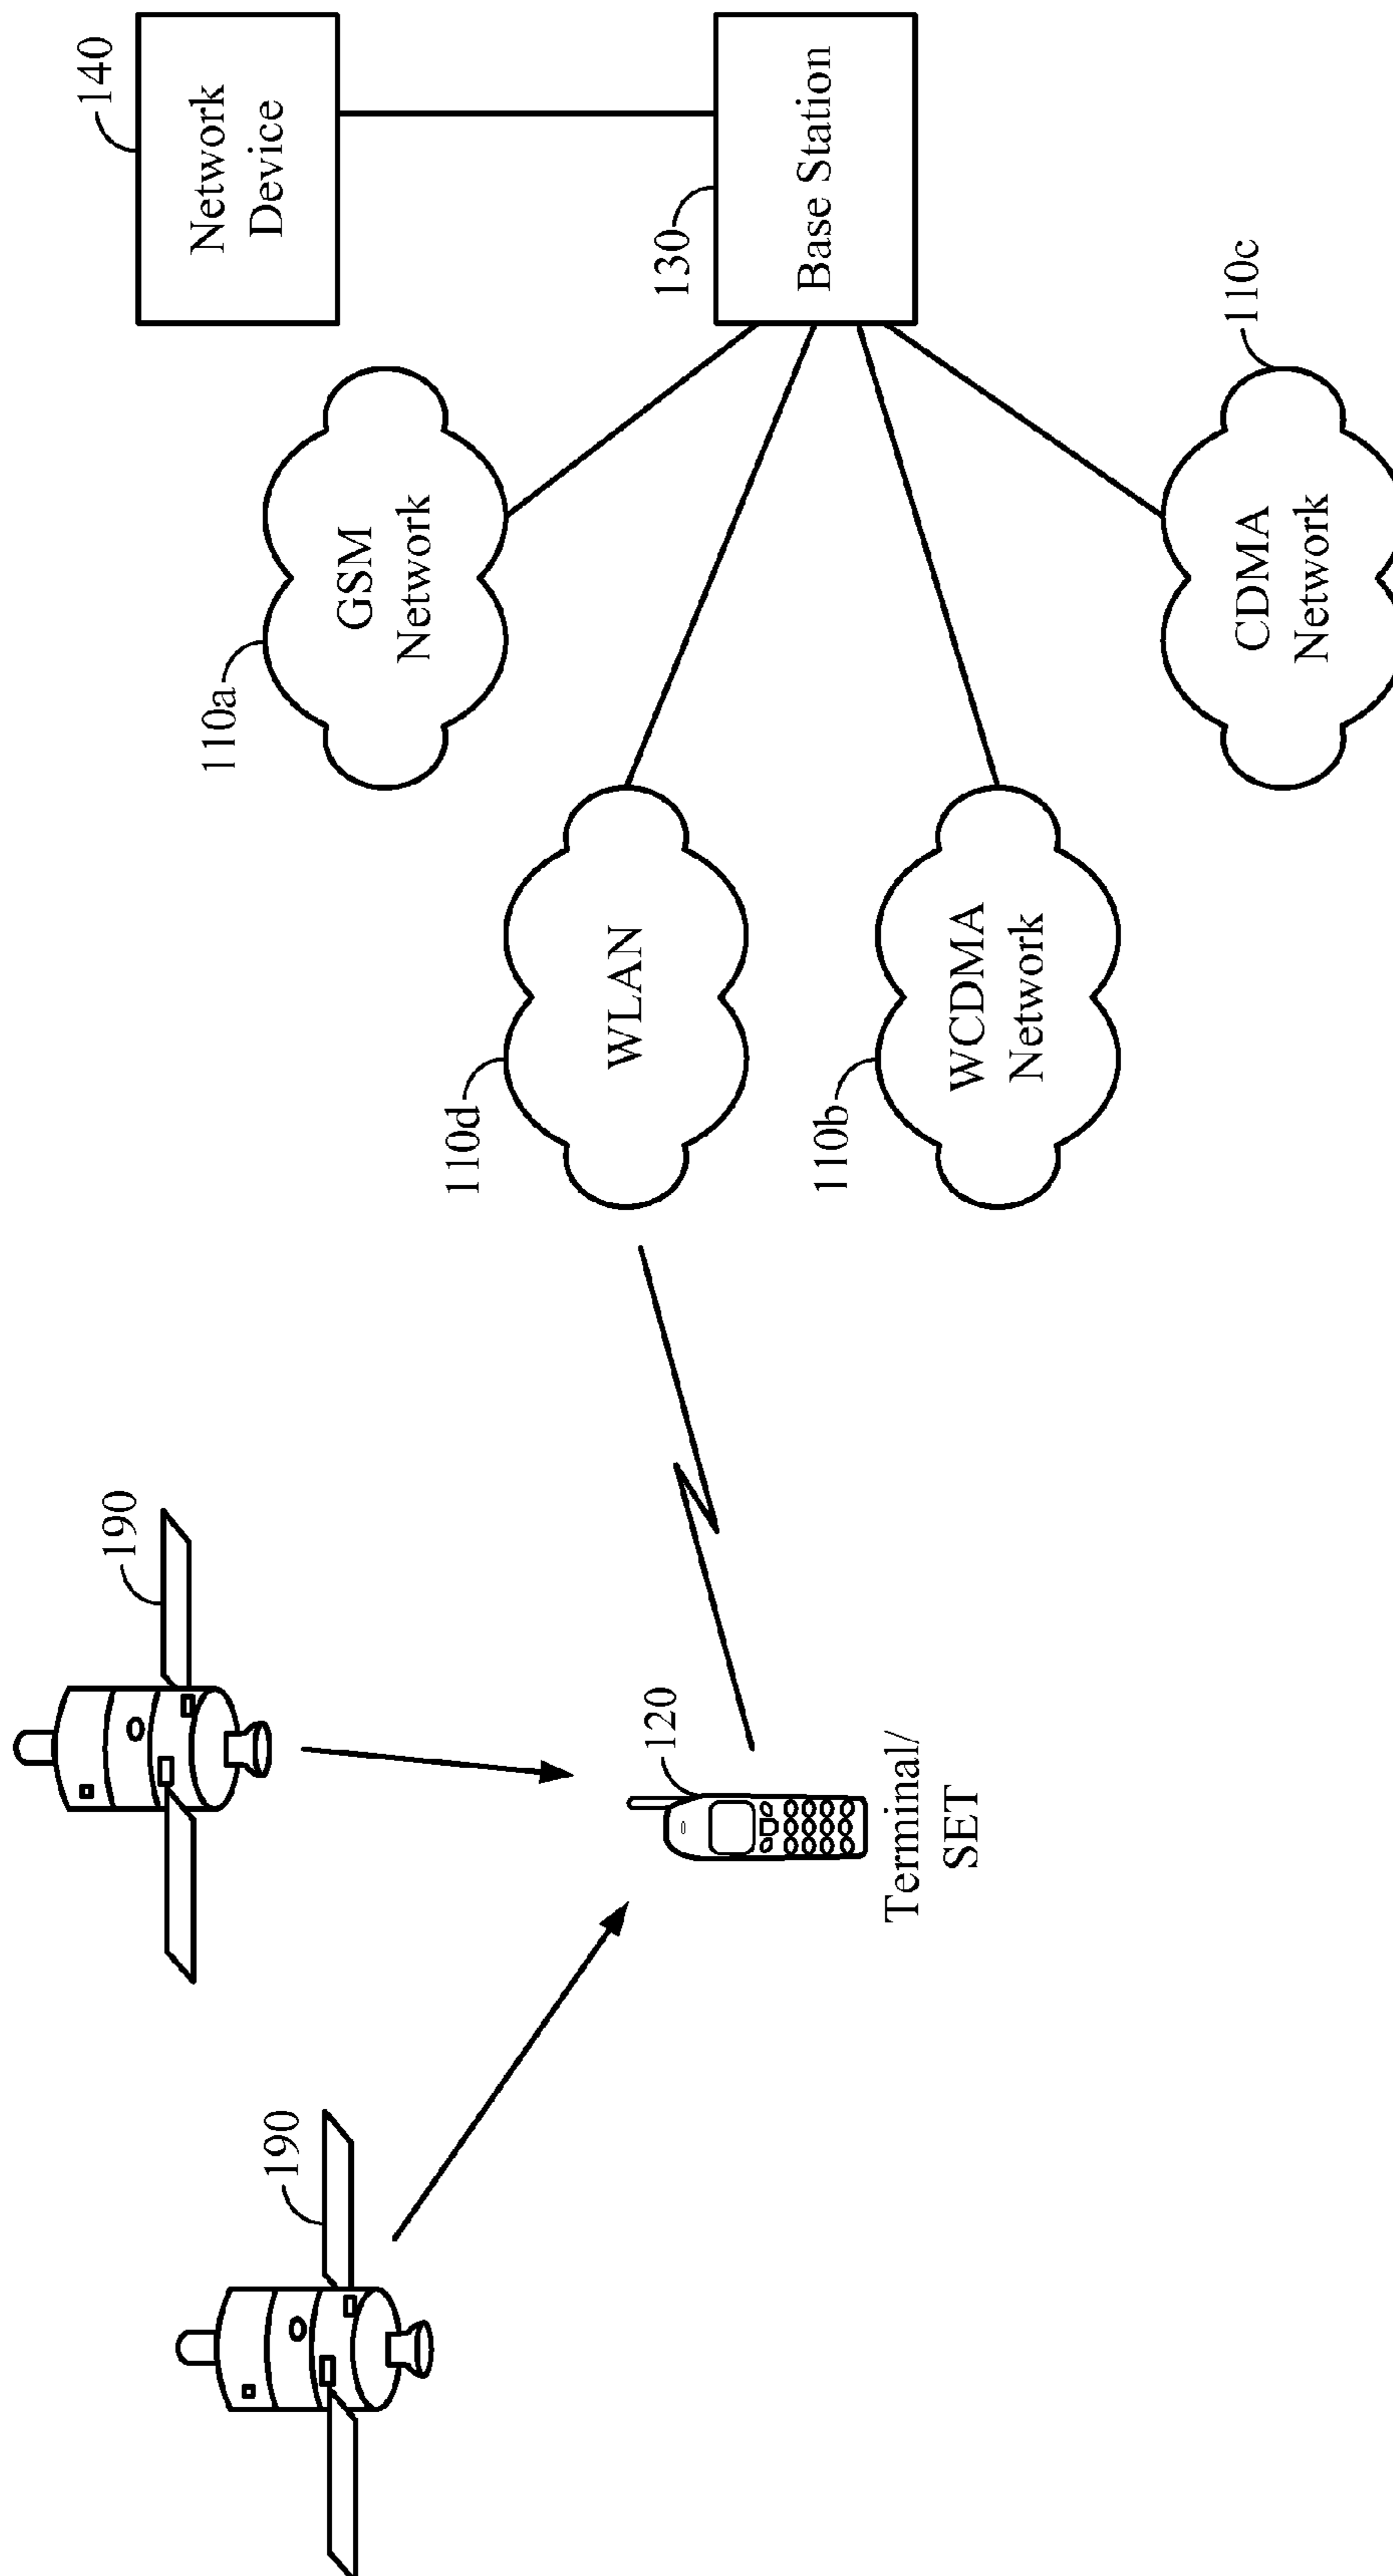 190
190
120
Terminal/
SET
110a
GSM
Network
110d
WLAN
110b
WCDMA
Network
110c
CDMA
Network
140
Network
Device
130
Base Station